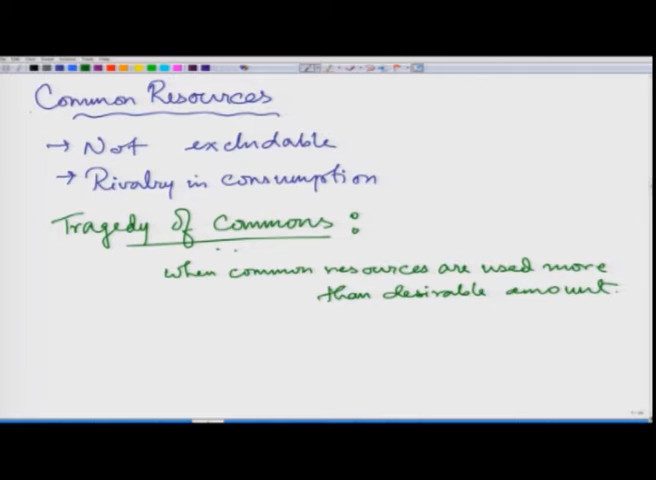 Common Resources
→ Not excludable
→ Rivalry in consumption
Tragedy of Commons :
when common resources are used more
than desirable amount.